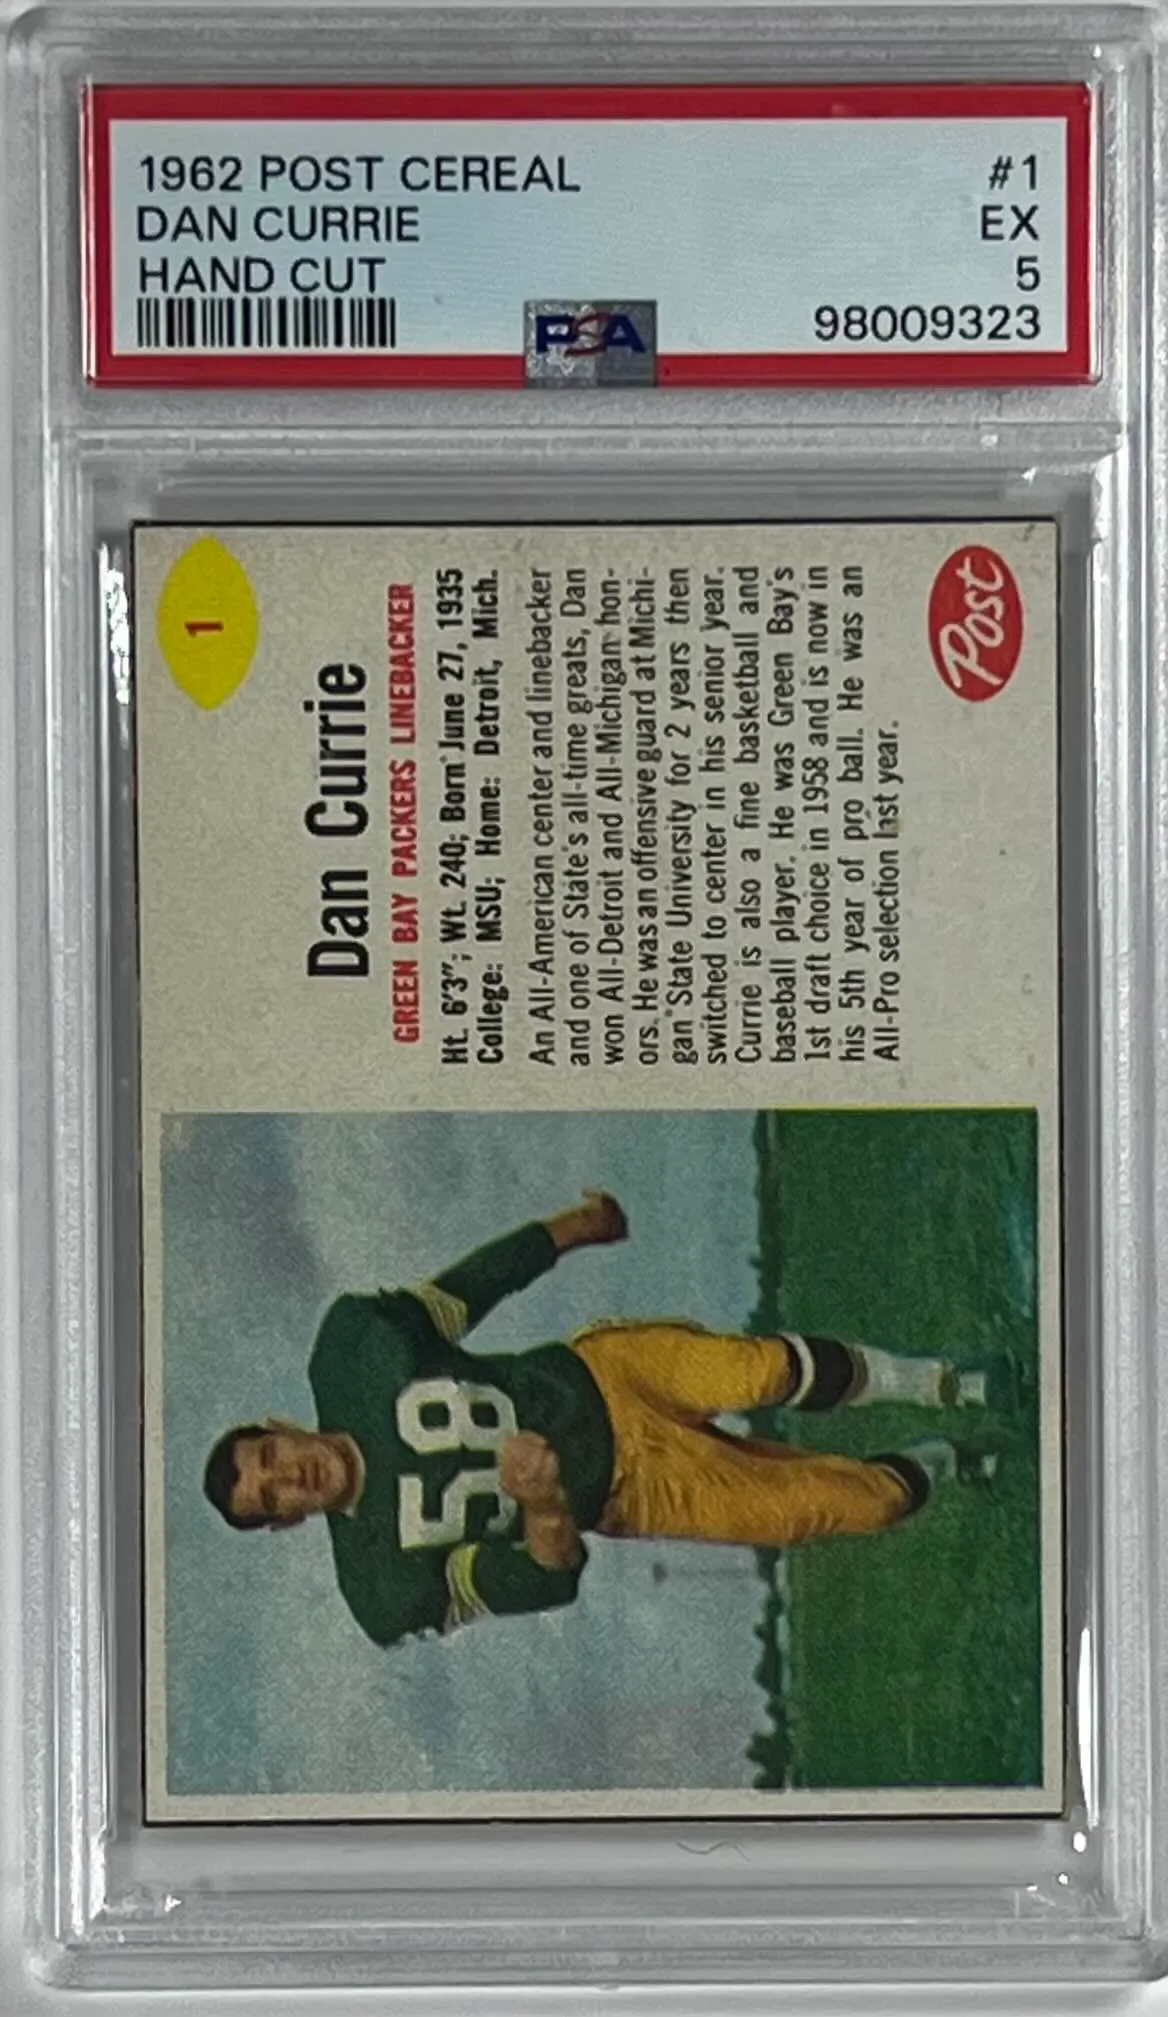 1962 POST CEREAL #1
DAN CURRIE EX
HAND CUT 5
PSA 98009323
1
Dan Currie
GREEN BAY PACKERS LINEBACKER
Ht. 6'3"; Wt. 240; Born June 27, 1935
College: MSU; Home: Detroit, Mich.
An All-American center and linebacker
and one of State's all-time greats, Dan
won All-Detroit and All-Michigan hon-
ors. He was an offensive guard at Michi-
gan State University for 2 years then
switched to center in his senior year.
Currie is also a fine basketball and
baseball player. He was Green Bay's
1st draft choice in 1958 and is now in
his 5th year of pro ball. He was an
All-Pro selection last year.
Post
58